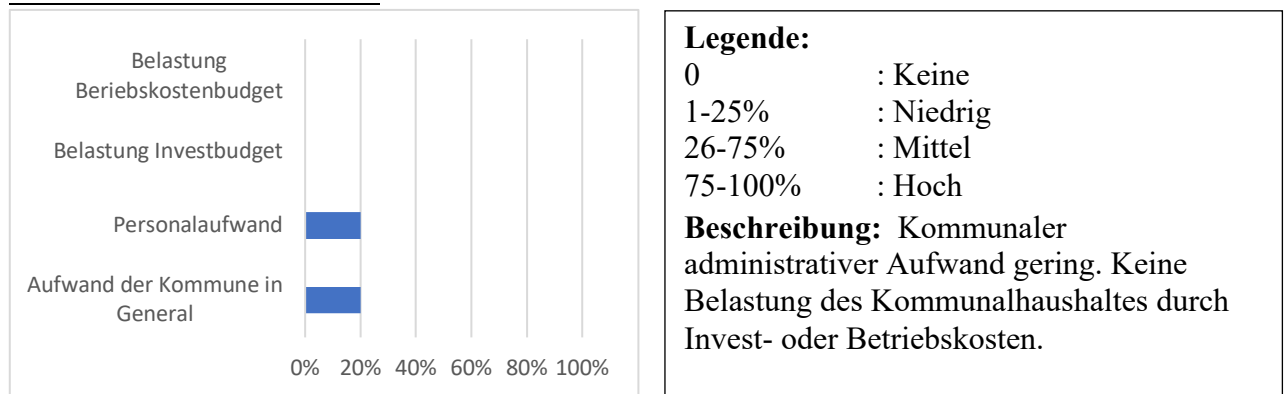 Belastung
Beriebskostenbudget
Belastung Investbudget
Personalaufwand
Aufwand der Kommune in
General
0% 20% 40% 60% 80% 100%
Legende:
0 : Keine
1-25% : Niedrig
26-75% : Mittel
75-100% : Hoch
Beschreibung: Kommunaler
administrativer Aufwand gering. Keine
Belastung des Kommunalhaushaltes durch
Invest- oder Betriebskosten.